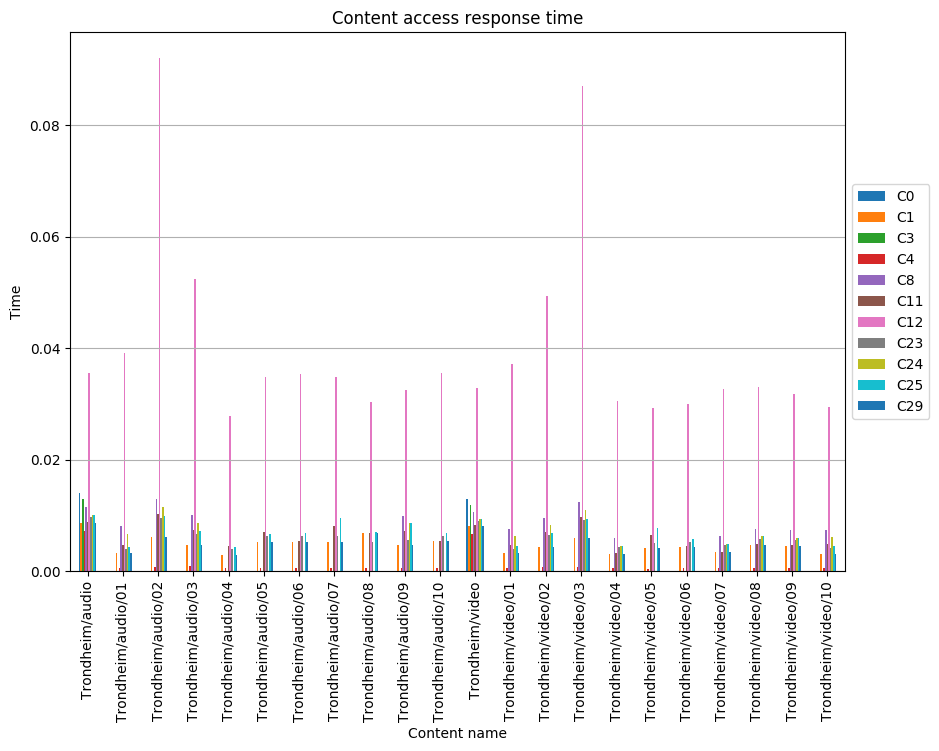 Content access response time
Time
0.08
0.06
0.04
0.02
0.00
Trondheim/audio
Trondheim/audio/01
Trondheim/audio/02
Trondheim/audio/03
Trondheim/audio/04
Trondheim/audio/05
Trondheim/audio/06
Trondheim/audio/07
Trondheim/audio/08
Trondheim/audio/09
Trondheim/audio/10
Trondheim/video
Trondheim/video/01
Trondheim/video/02
Trondheim/video/03
Trondheim/video/04
Trondheim/video/05
Trondheim/video/06
Trondheim/video/07
Trondheim/video/08
Trondheim/video/09
Trondheim/video/10
Content name
C0
C1
C3
C4
C8
C11
C12
C23
C24
C25
C29